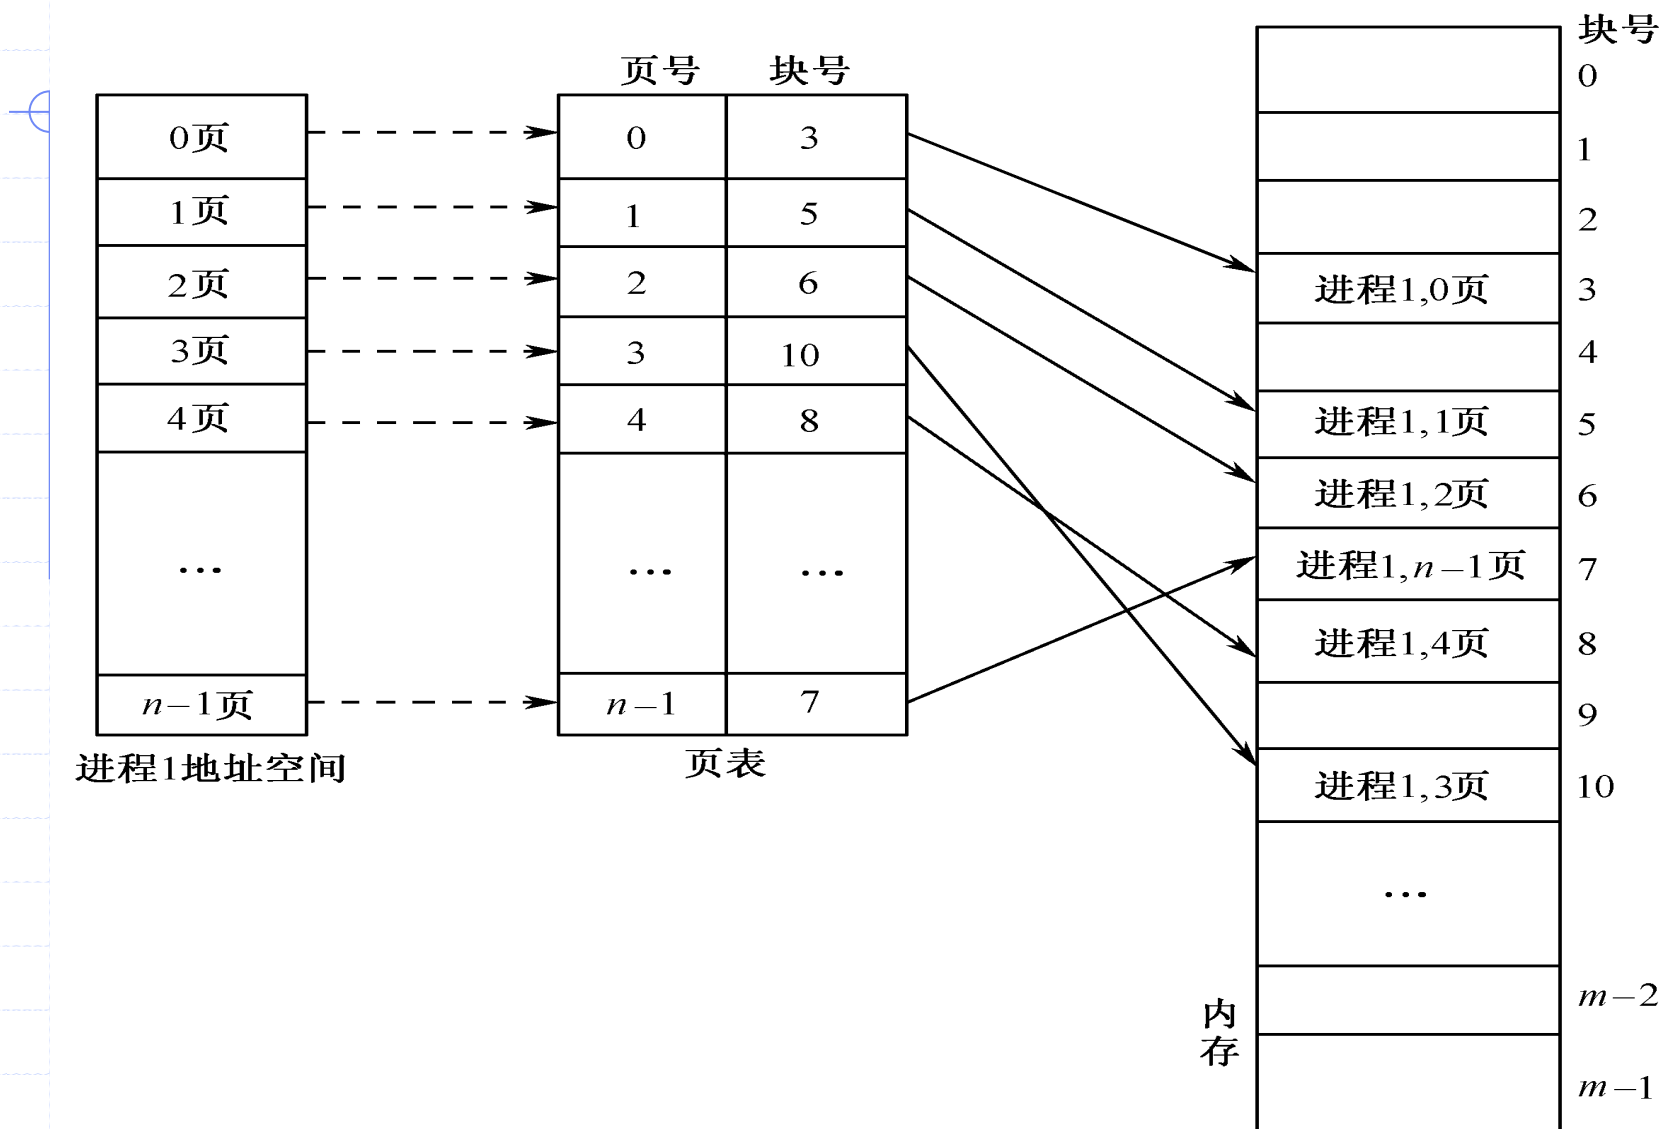 页号 块号
0页
1页
2页
3页
4页
…
n-1页
进程1地址空间
0 3
1 5
2 6
3 10
4 8
… …
n-1 7
页表
块号
0
1
2
进程1,0页 3
4
进程1,1页 5
进程1,2页 6
进程1,n-1页 7
进程1,4页 8
9
进程1,3页 10
…
m-2
m-1
内
存